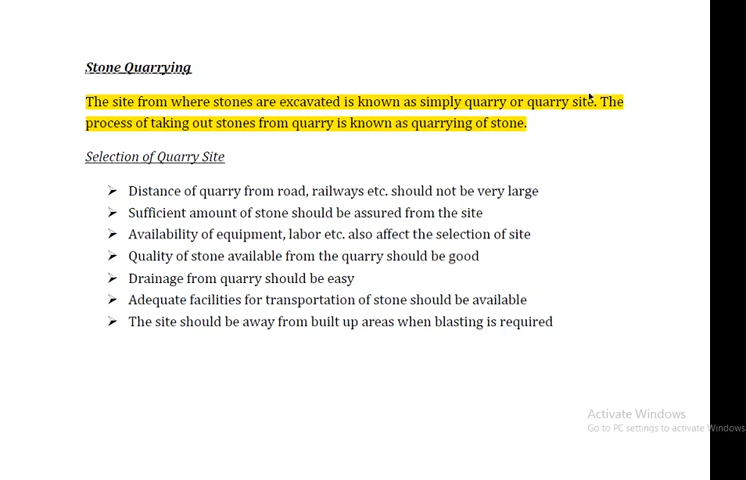 Stone Quarrying
The site from where stones are excavated is known as simply quarry or quarry site. The
process of taking out stones from quarry is known as quarrying of stone.
Selection of Quarry Site
➤ Distance of quarry from road, railways etc. should not be very large
➤ Sufficient amount of stone should be assured from the site
➤ Availability of equipment, labor etc. also affect the selection of site
➤ Quality of stone available from the quarry should be good
➤ Drainage from quarry should be easy
➤ Adequate facilities for transportation of stone should be available
➤ The site should be away from built up areas when blasting is required
Activate Windows
Go to PC settings to activate Windows.